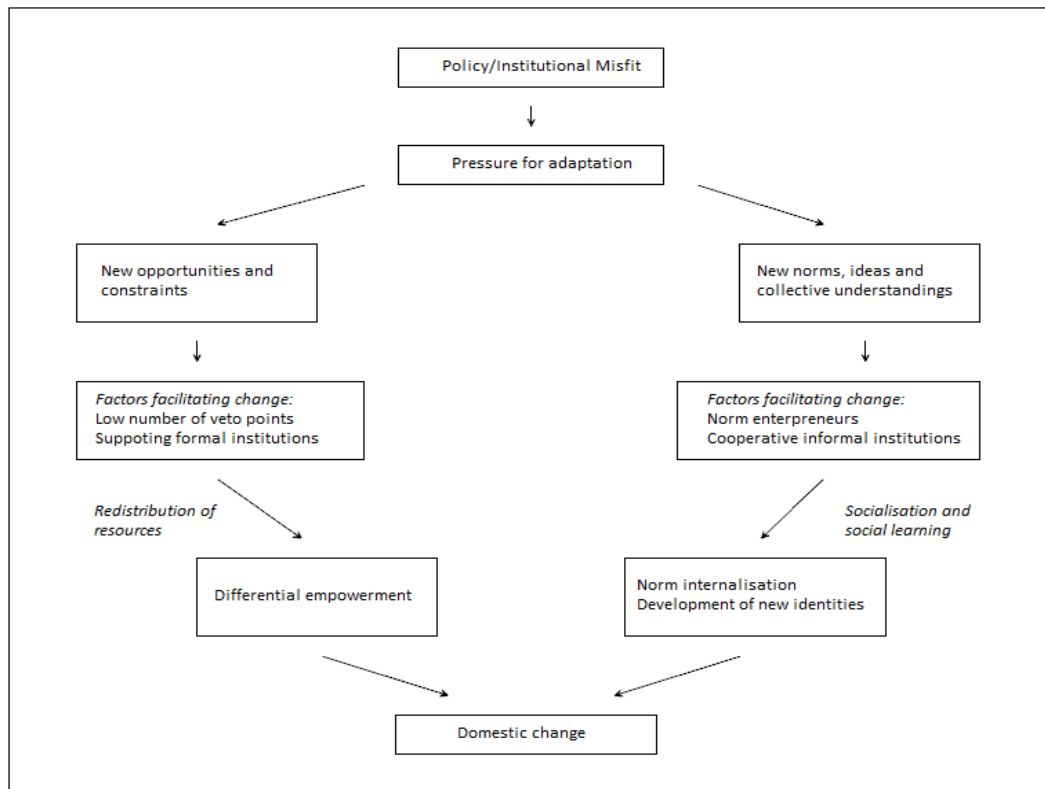 Policy/Institutional Misfit
Pressure for adaptation
New opportunities and
constraints
New norms, ideas and
collective understandings
Factors facilitating change:
Low number of veto points
Suppoting formal institutions
Factors facilitating change:
Norm enterpreneurs
Cooperative informal institutions
Redistribution of
resources
Socialisation and
social learning
Differential empowerment
Norm internalisation
Development of new identities
Domestic change